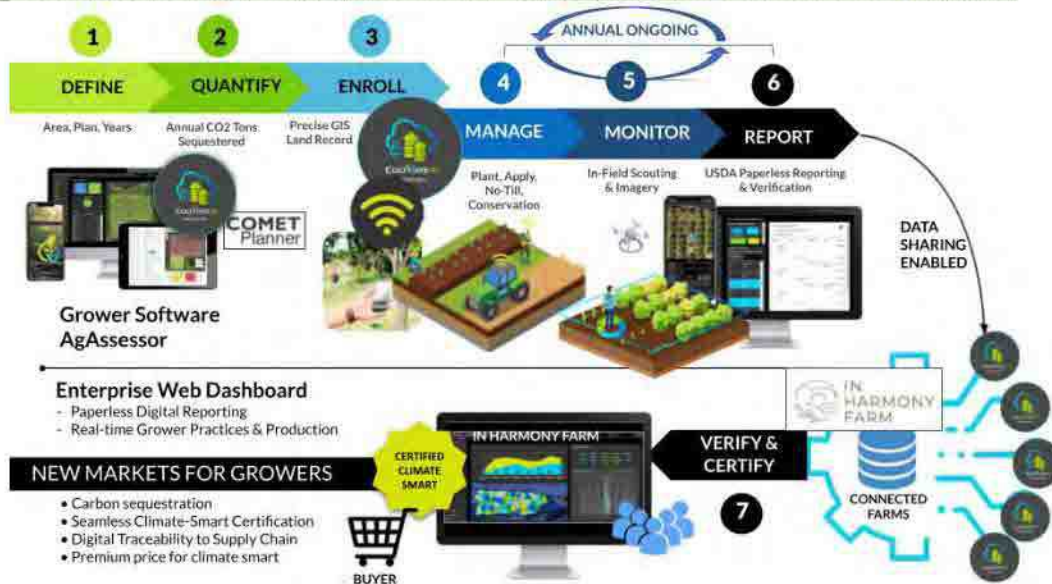 1
2
3
ANNUAL ONGOING
4
5
6
DEFINE
QUANTIFY
ENROLL
MANAGE
MONITOR
REPORT
Area, Plan, Years
Annual CO2 Tons
Sequestered
Precise GIS
Land Record
Plant, Apply,
No-Till,
Conservation
In-Field Scouting
& Imagery
USDA Paperless Reporting
& Verification
COMET
Planner
DATA
SHARING
ENABLED
Grower Software
AgAssessor
Enterprise Web Dashboard
- Paperless Digital Reporting
- Real-time Grower Practices & Production
IN
HARMONY
FARM
IN HARMONY FARM
CERTIFIED
CLIMATE
SMART
VERIFY &
CERTIFY
7
CONNECTED
FARMS
NEW MARKETS FOR GROWERS
• Carbon sequestration
• Seamless Climate-Smart Certification
• Digital Traceability to Supply Chain
• Premium price for climate smart
BUYER